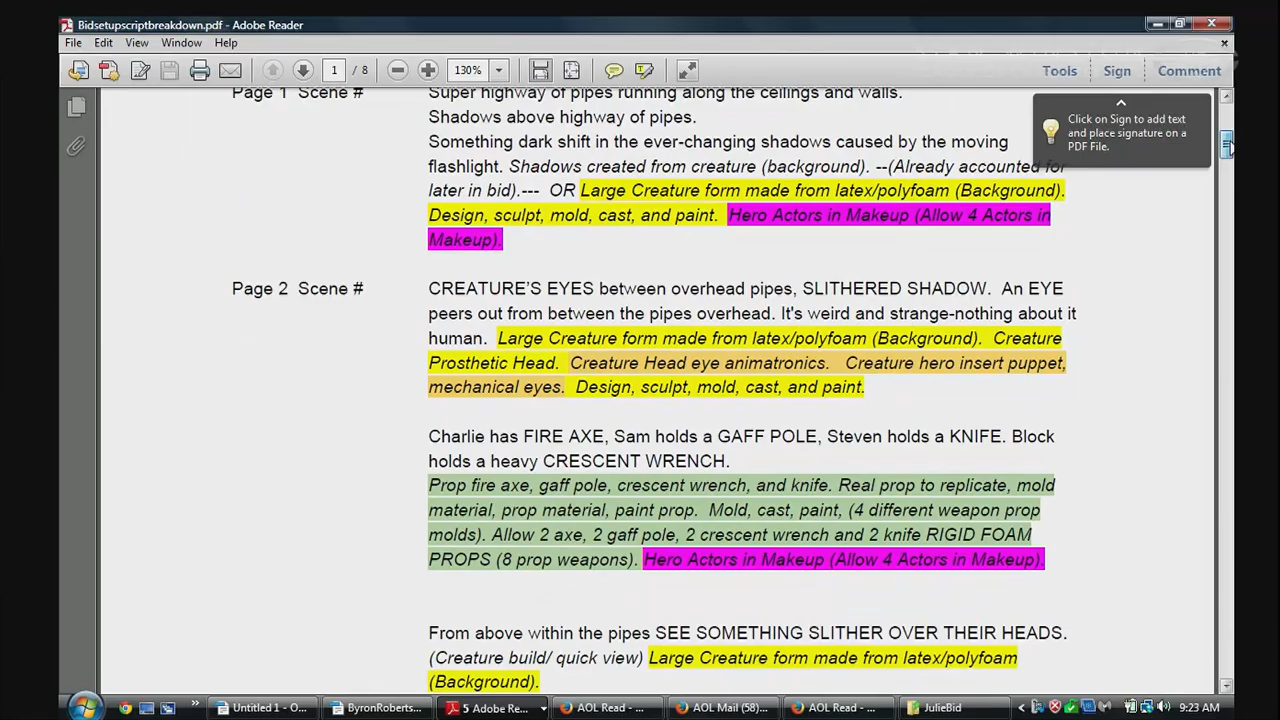 Bidsetupscriptbreakdown.pdf - Adobe Reader
File Edit View Window Help
1 / 8 130% Tools Sign Comment
Click on Sign to add text
and place signature on a
PDF File.
Page 1 Scene # Super highway of pipes running along the ceilings and walls.
Shadows above highway of pipes.
Something dark shift in the ever-changing shadows caused by the moving
flashlight. Shadows created from creature (background). --(Already accounted for
later in bid).--- OR Large Creature form made from latex/polyfoam (Background).
Design, sculpt, mold, cast, and paint. Hero Actors in Makeup (Allow 4 Actors in
Makeup).
Page 2 Scene # CREATURE'S EYES between overhead pipes, SLITHERED SHADOW. An EYE
peers out from between the pipes overhead. It's weird and strange-nothing about it
human. Large Creature form made from latex/polyfoam (Background). Creature
Prosthetic Head. Creature Head eye animatronics. Creature hero insert puppet,
mechanical eyes. Design, sculpt, mold, cast, and paint.
Charlie has FIRE AXE, Sam holds a GAFF POLE, Steven holds a KNIFE. Block
holds a heavy CRESCENT WRENCH.
Prop fire axe, gaff pole, crescent wrench, and knife. Real prop to replicate, mold
material, prop material, paint prop. Mold, cast, paint, (4 different weapon prop
molds). Allow 2 axe, 2 gaff pole, 2 crescent wrench and 2 knife RIGID FOAM
PROPS (8 prop weapons). Hero Actors in Makeup (Allow 4 Actors in Makeup).
From above within the pipes SEE SOMETHING SLITHER OVER THEIR HEADS.
(Creature build/ quick view) Large Creature form made from latex/polyfoam
(Background).
Untitled 1 - O... ByronRoberts... 5 Adobe Re... AOL Read - ... AOL Mail (58)... AOL Read - ... JulieBid 9:23 AM